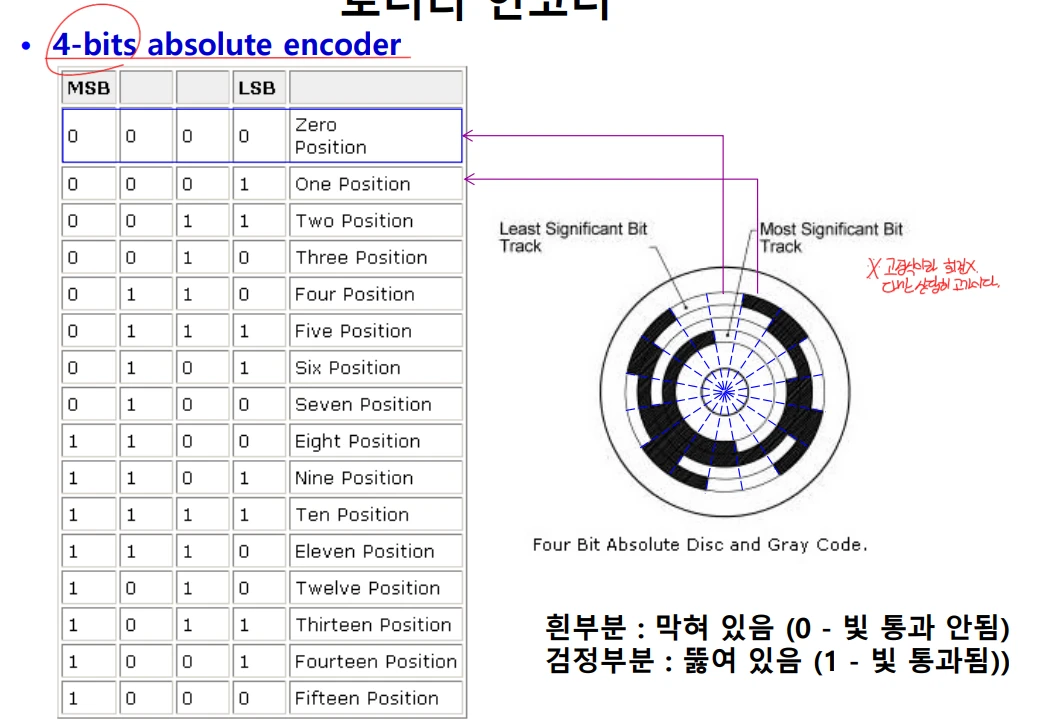 로터리 인코더
• 4-bits absolute encoder
MSB LSB
0 0 0 0 Zero
Position
0 0 0 1 One Position
0 0 1 1 Two Position
0 0 1 0 Three Position
0 1 1 0 Four Position
0 1 1 1 Five Position
0 1 0 1 Six Position
0 1 0 0 Seven Position
1 1 0 0 Eight Position
1 1 0 1 Nine Position
1 1 1 1 Ten Position
1 1 1 0 Eleven Position
1 0 1 0 Twelve Position
1 0 1 1 Thirteen Position
1 0 0 1 Fourteen Position
1 0 0 0 Fifteen Position
Least Significant Bit
Track
Most Significant Bit
Track
Four Bit Absolute Disc and Gray Code.
흰부분 : 막혀 있음 (0 - 빛 통과 안됨)
검정부분 : 뚫여 있음 (1 - 빛 통과됨))